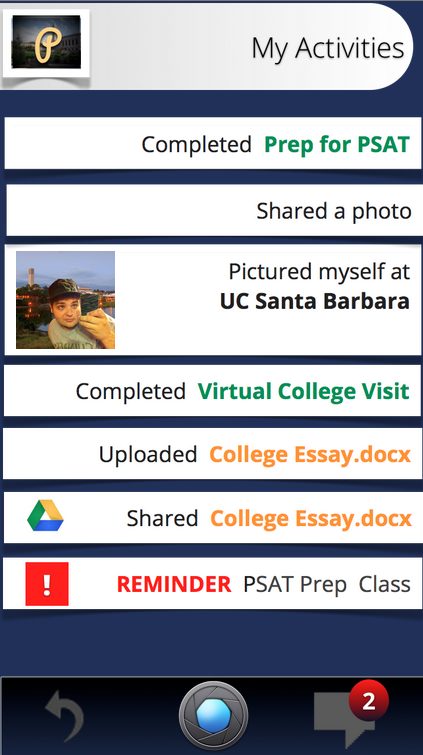 P
My Activities
Completed Prep for PSAT
Shared a photo
Pictured myself at
UC Santa Barbara
Completed Virtual College Visit
Uploaded College Essay.docx
Shared College Essay.docx
! REMINDER PSAT Prep Class
2